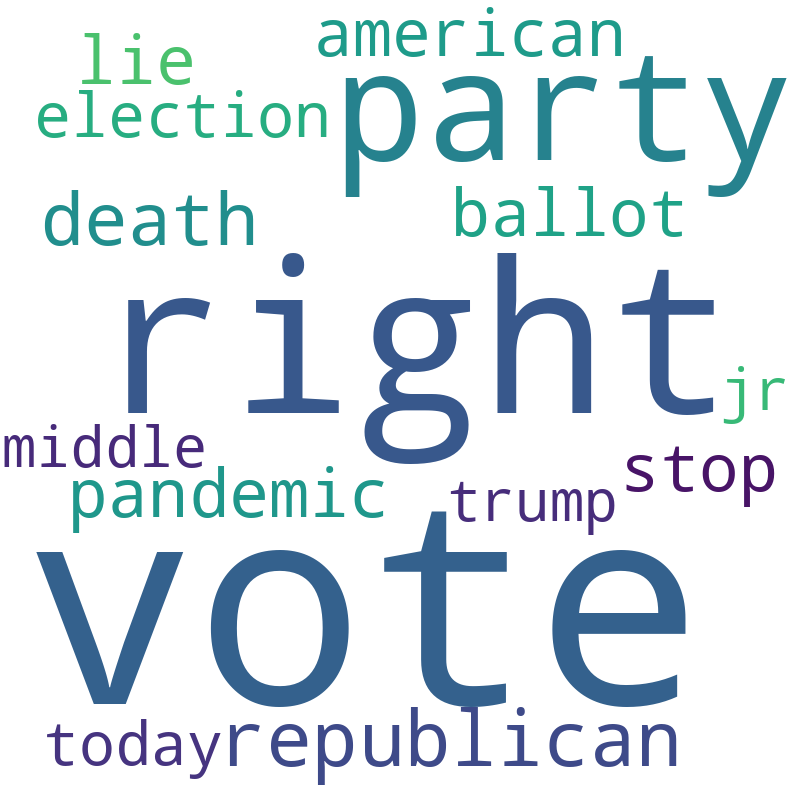 american
lie
party
election
death
ballot
right
jr
middle
stop
pandemic
trump
vote
today
republican